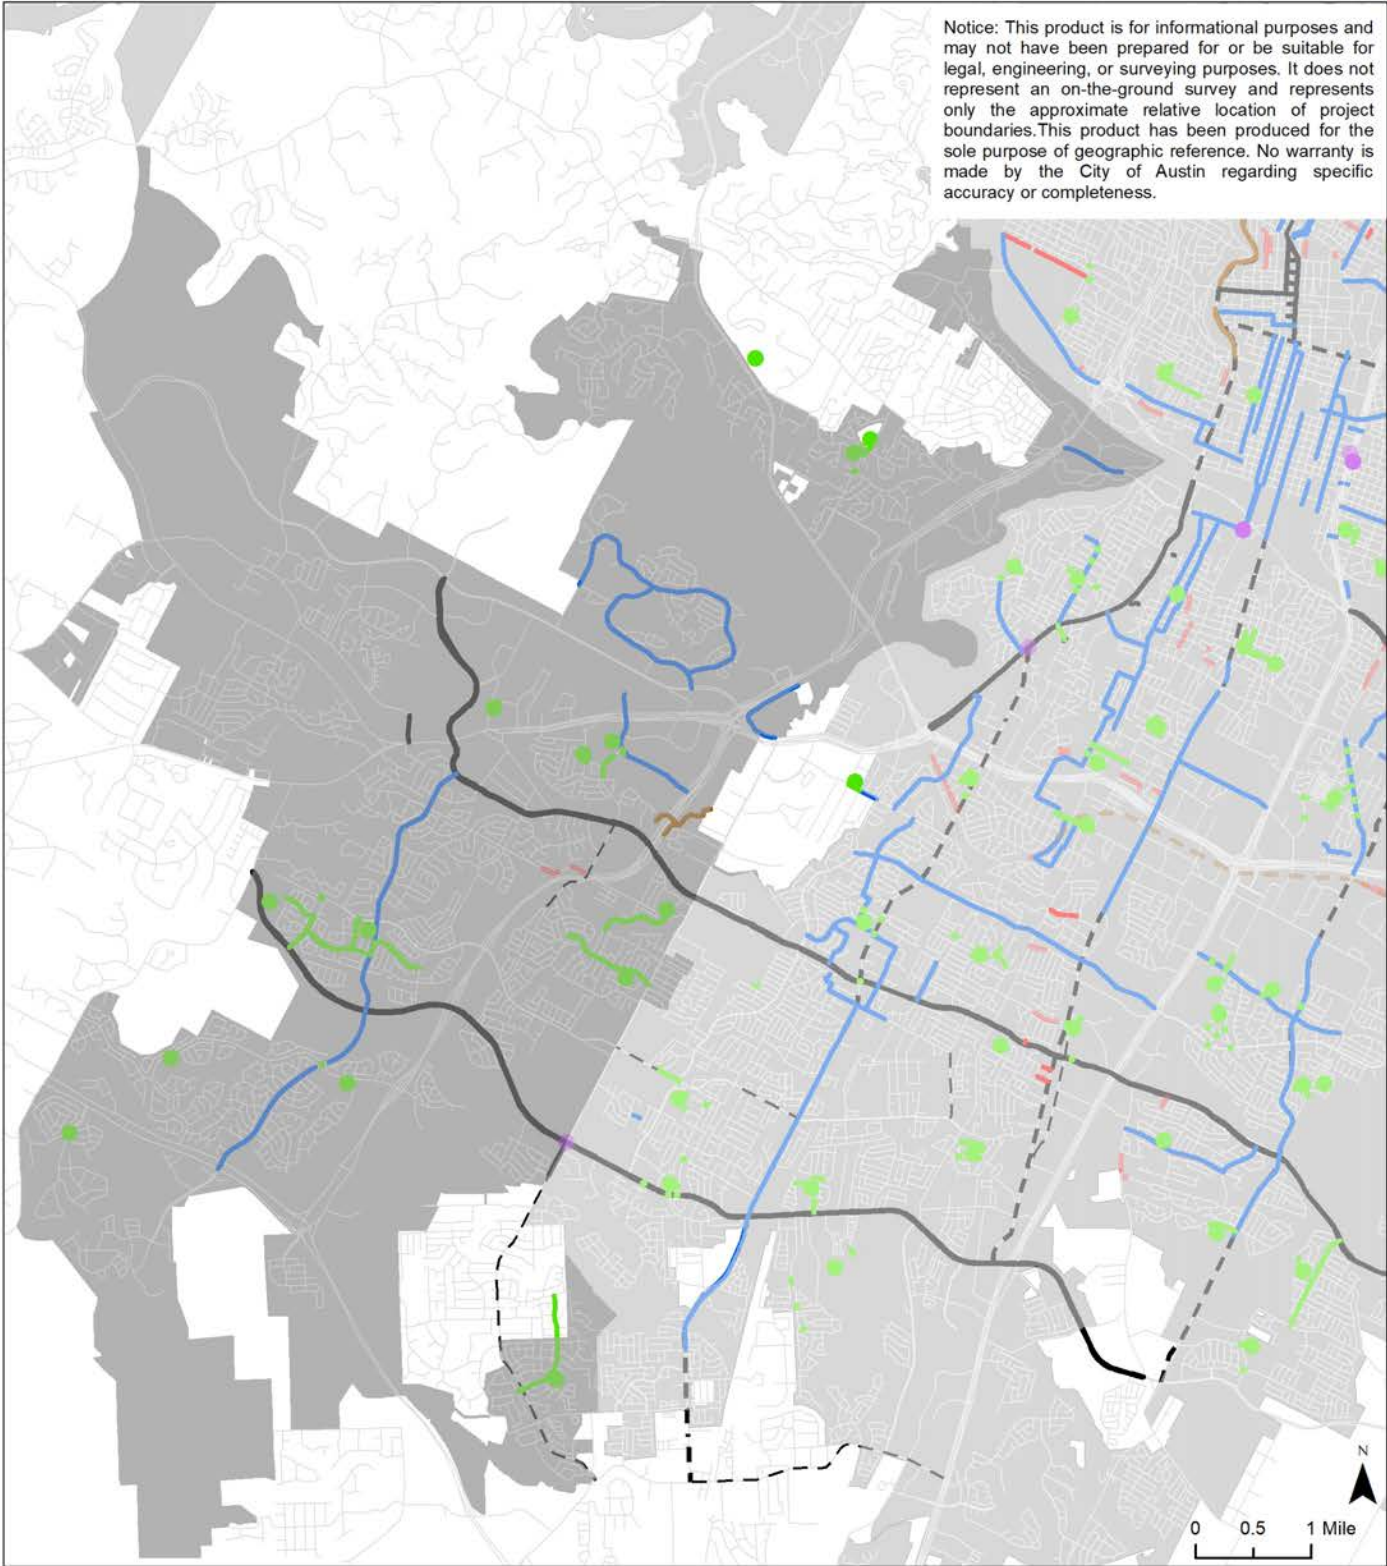 Notice: This product is for informational purposes and
may not have been prepared for or be suitable for
legal, engineering, or surveying purposes. It does not
represent an on-the-ground survey and represents
only the approximate relative location of project
boundaries.This product has been produced for the
sole purpose of geographic reference. No warranty is
made by the City of Austin regarding specific
accuracy or completeness.
N
0 0.5 1 Mile